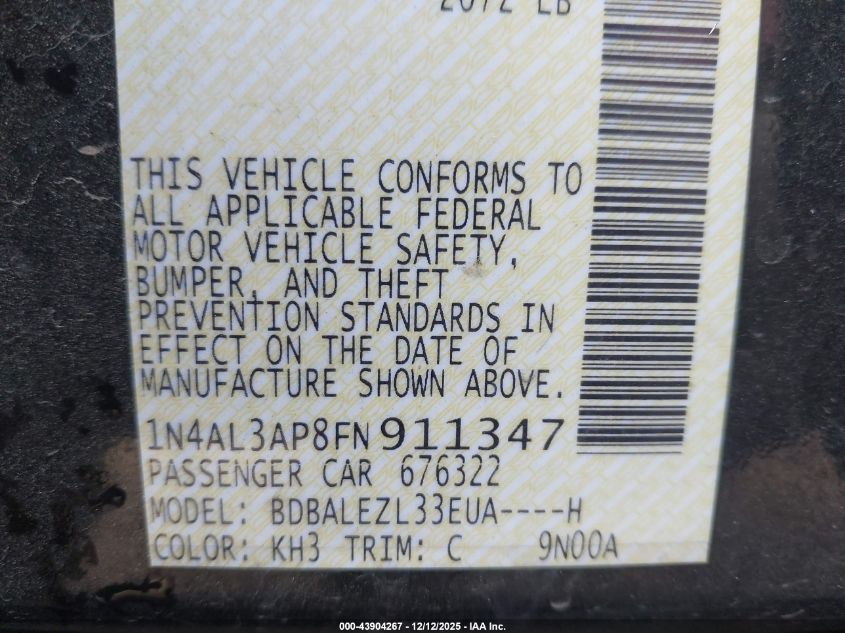 2672 LB
THIS VEHICLE CONFORMS TO
ALL APPLICABLE FEDERAL
MOTOR VEHICLE SAFETY,
BUMPER, AND THEFT
PREVENTION STANDARDS IN
EFFECT ON THE DATE OF
MANUFACTURE SHOWN ABOVE.
1N4AL3AP8FN911347
PASSENGER CAR 676322
MODEL: BDBALEZL33EUA----H
COLOR: KH3 TRIM: C 9N00A
000-43904267 - 12/12/2025 - IAA Inc.